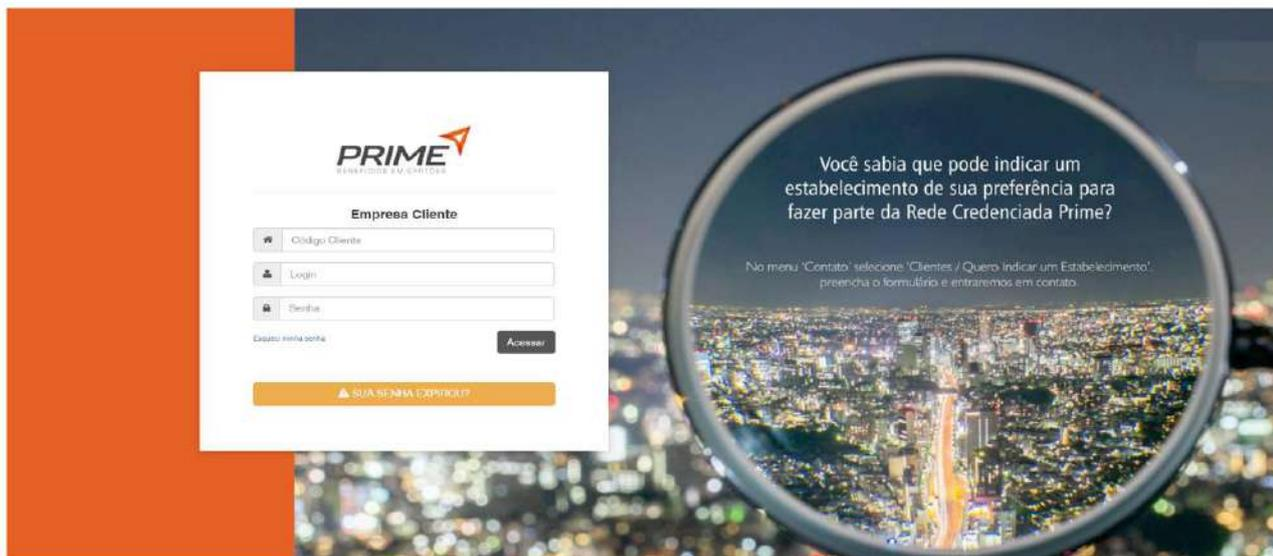 PRIME
BENEFÍCIOS EM CARTÕES
Empresa Cliente
Código Cliente
Login
Senha
Esqueci minha senha
Acessar
SUA SENHA EXPIROU?
Você sabia que pode indicar um
estabelecimento de sua preferência para
fazer parte da Rede Credenciada Prime?
No menu 'Contato' selecione 'Clientes / Quero Indicar um Estabelecimento',
preencha o formulário e entraremos em contato.